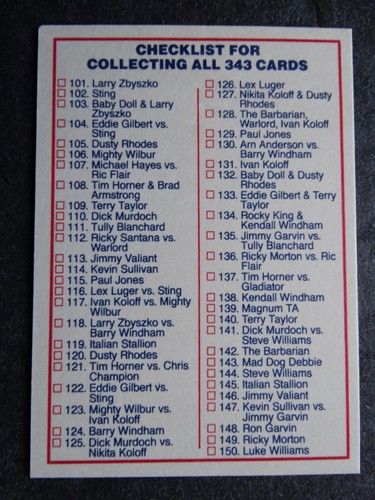 CHECKLIST FOR
COLLECTING ALL 343 CARDS
101. Larry Zbyszko
102. Sting
103. Baby Doll & Larry
Zbyszko
104. Eddie Gilbert vs.
Sting
105. Dusty Rhodes
106. Mighty Wilbur
107. Michael Hayes vs.
Ric Flair
108. Tim Horner & Brad
Armstrong
109. Terry Taylor
110. Dick Murdoch
111. Tully Blanchard
112. Ricky Santana vs.
Warlord
113. Jimmy Valiant
114. Kevin Sullivan
115. Paul Jones
116. Lex Luger vs. Sting
117. Ivan Koloff vs. Mighty
Wilbur
118. Larry Zbyszko vs.
Barry Windham
119. Italian Stallion
120. Dusty Rhodes
121. Tim Horner vs. Chris
Champion
122. Eddie Gilbert vs.
Sting
123. Mighty Wilbur vs.
Ivan Koloff
124. Barry Windham
125. Dick Murdoch vs.
Nikita Koloff
126. Lex Luger
127. Nikita Koloff & Dusty
Rhodes
128. The Barbarian,
Warlord, Ivan Koloff
129. Paul Jones
130. Arn Anderson vs.
Barry Windham
131. Ivan Koloff
132. Baby Doll & Dusty
Rhodes
133. Eddie Gilbert & Terry
Taylor
134. Rocky King &
Kendall Windham
135. Jimmy Garvin vs.
Tully Blanchard
136. Ricky Morton vs. Ric
Flair
137. Tim Horner vs.
Gladiator
138. Kendall Windham
139. Magnum TA
140. Terry Taylor
141. Dick Murdoch vs.
Steve Williams
142. The Barbarian
143. Mad Dog Debbie
144. Steve Williams
145. Italian Stallion
146. Jimmy Valiant
147. Kevin Sullivan vs.
Jimmy Garvin
148. Ron Garvin
149. Ricky Morton
150. Luke Williams